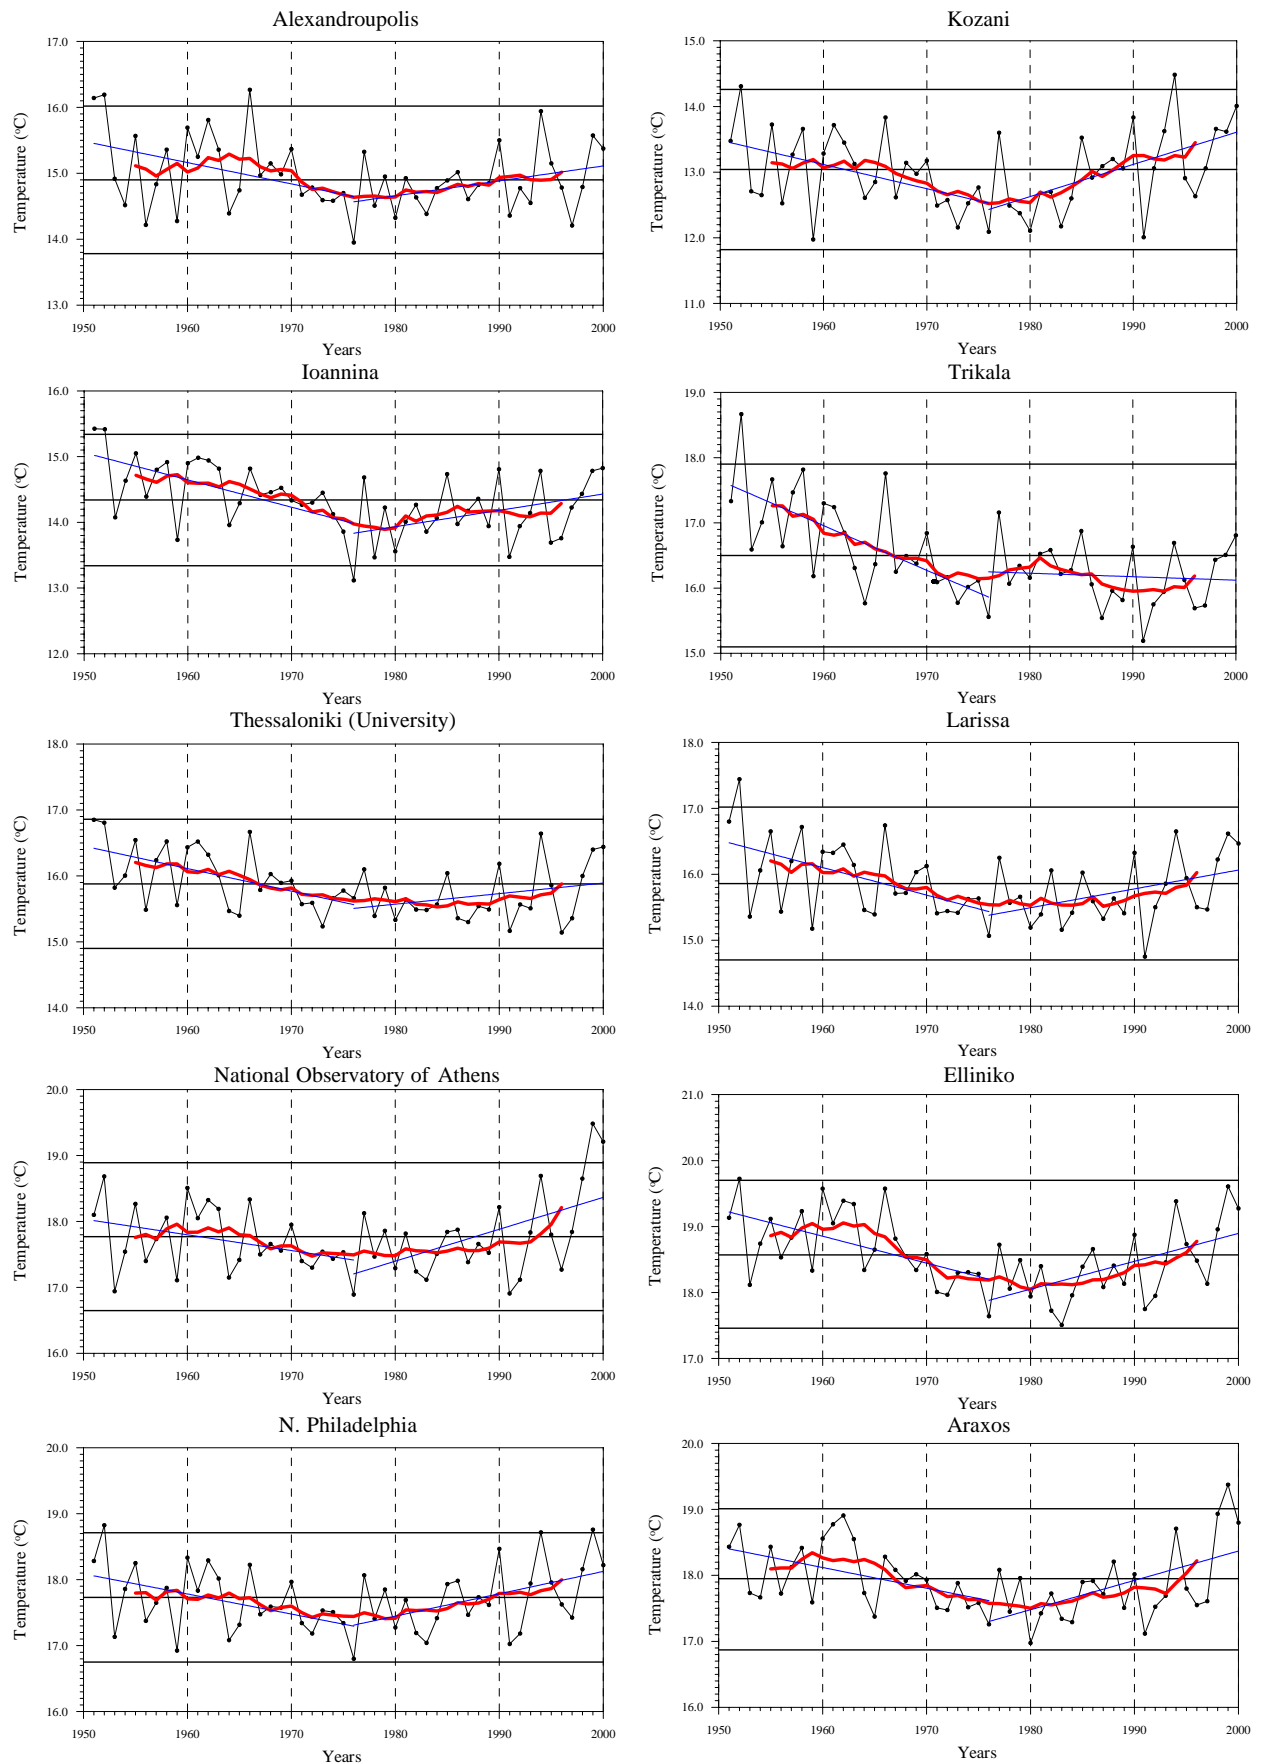 Alexandroupolis
17.0
16.0
15.0
14.0
13.0
Temperature (°C)
1950 1960 1970 1980 1990 2000
Years
Kozani
15.0
14.0
13.0
12.0
11.0
Temperature (°C)
1950 1960 1970 1980 1990 2000
Years
Ioannina
16.0
15.0
14.0
13.0
12.0
Temperature (°C)
1950 1960 1970 1980 1990 2000
Years
Trikala
19.0
18.0
17.0
16.0
15.0
Temperature (°C)
1950 1960 1970 1980 1990 2000
Years
Thessaloniki (University)
18.0
17.0
16.0
15.0
14.0
Temperature (°C)
1950 1960 1970 1980 1990 2000
Years
Larissa
18.0
17.0
16.0
15.0
14.0
Temperature (°C)
1950 1960 1970 1980 1990 2000
Years
National Observatory of Athens
20.0
19.0
18.0
17.0
16.0
Temperature (°C)
1950 1960 1970 1980 1990 2000
Years
Elliniko
21.0
20.0
19.0
18.0
17.0
Temperature (°C)
1950 1960 1970 1980 1990 2000
Years
N. Philadelphia
20.0
19.0
18.0
17.0
16.0
Temperature (°C)
1950 1960 1970 1980 1990 2000
Years
Araxos
20.0
19.0
18.0
17.0
16.0
Temperature (°C)
1950 1960 1970 1980 1990 2000
Years